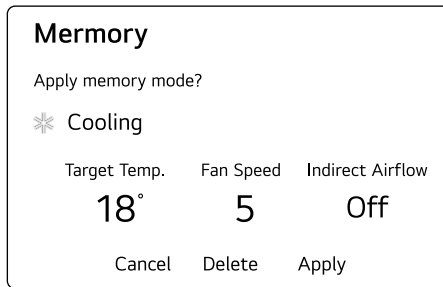 Mermory
Apply memory mode?
Cooling
Target Temp. Fan Speed Indirect Airflow
18° 5 Off
Cancel Delete Apply